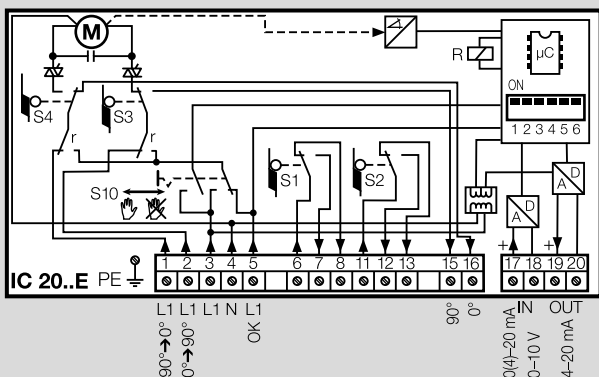 M
R
µC
ON
1 2 3 4 5 6
S4
S3
r
r
S10
S1
S2
A
D
D
A
+
+
IC 20..E
PE
1 2 3 4 5 6 7 8 11 12 13 15 16 17 18 19 20
L1 L1 L1 N L1
IN
OUT
90°→0°
0°→90°
OK
90°
0°
0(4)–20 mA
0–10 V
4–20 mA